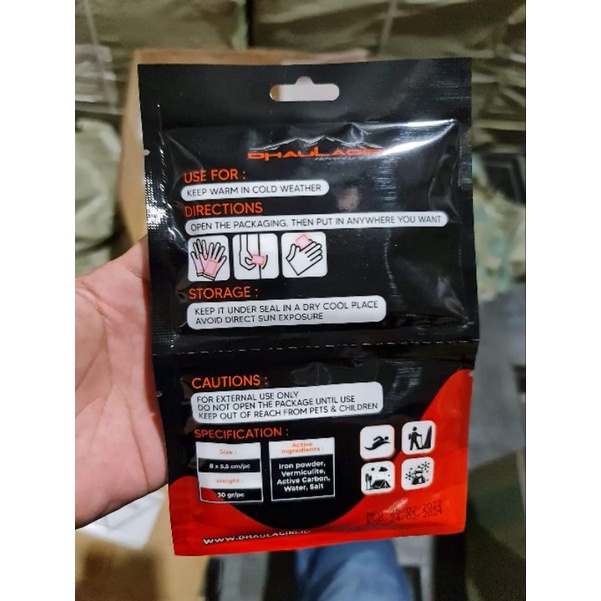 DHAULAGIRI
USE FOR :
KEEP WARM IN COLD WEATHER
DIRECTIONS
OPEN THE PACKAGING, THEN PUT IN ANYWHERE YOU WANT
STORAGE :
KEEP IT UNDER SEAL IN A DRY COOL PLACE
AVOID DIRECT SUN EXPOSURE
CAUTIONS :
FOR EXTERNAL USE ONLY
DO NOT OPEN THE PACKAGE UNTIL USE
KEEP OUT OF REACH FROM PETS & CHILDREN
SPECIFICATION :
Size :
8 x 5.5 cm/pc
Weight :
30 gr/pc
Active
Ingredients :
Iron powder,
Vermiculite,
Active Carbon,
Water, Salt